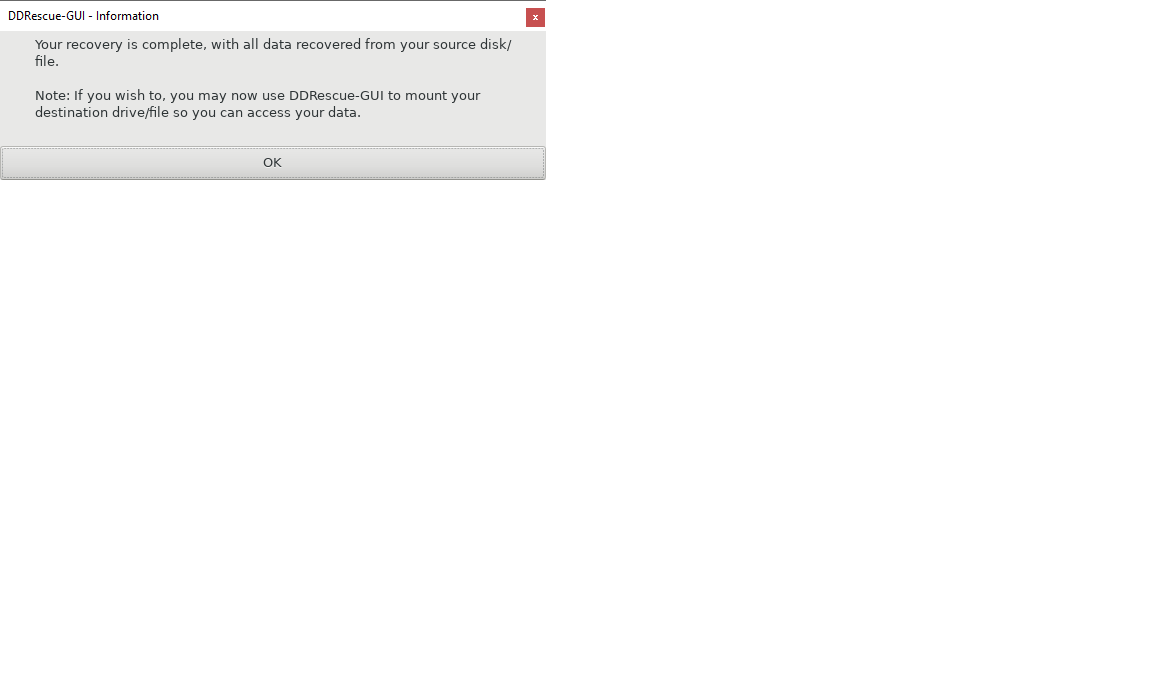 DDRescue-GUI - Information
x
Your recovery is complete, with all data recovered from your source disk/
file.
Note: If you wish to, you may now use DDRescue-GUI to mount your
destination drive/file so you can access your data.
OK